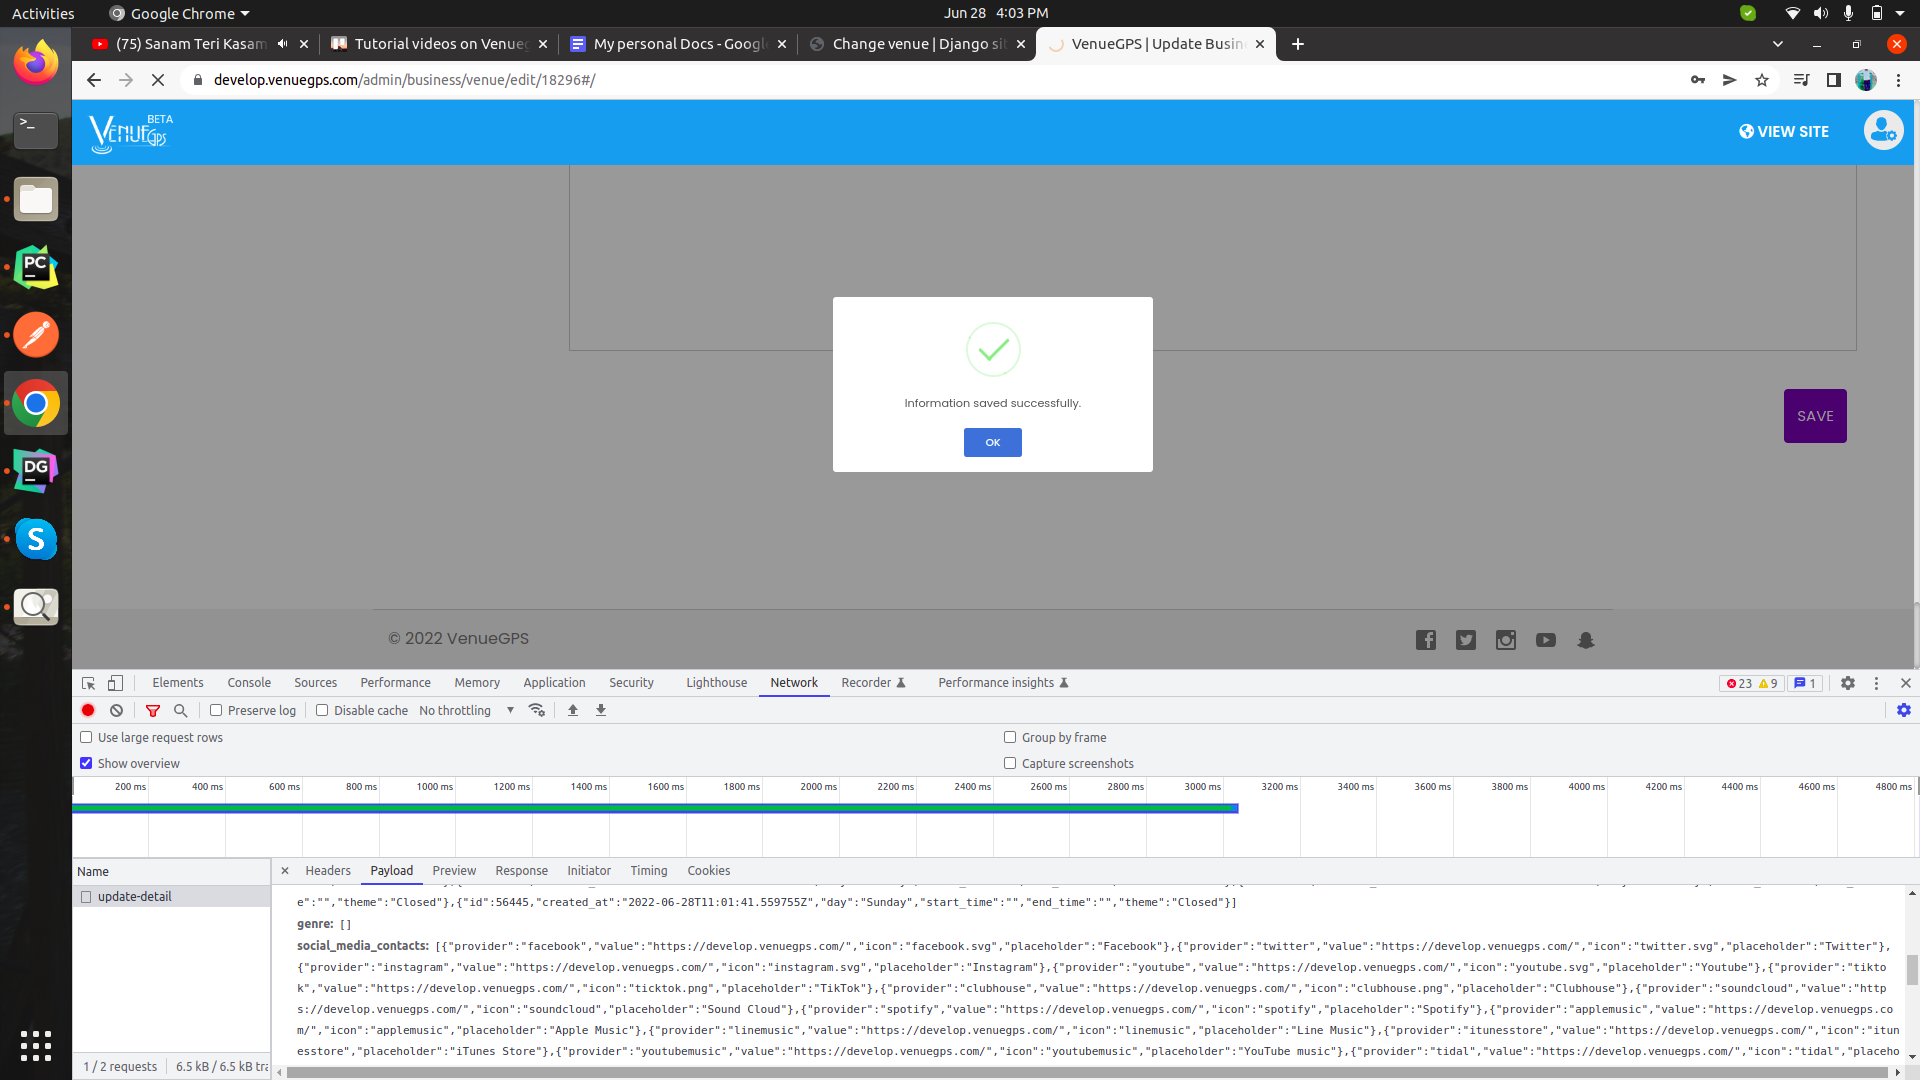 Activities
Google Chrome
Jun 28 4:03 PM
(75) Sanam Teri Kasam
Tutorial videos on Venueg
My personal Docs - Google
Change venue | Django sit
VenueGPS | Update Busin
develop.venuegps.com/admin/business/venue/edit/18296#/
VENUE GPS BETA
VIEW SITE
Information saved successfully.
OK
SAVE
© 2022 VenueGPS
Elements Console Sources Performance Memory Application Security Lighthouse Network Recorder Performance insights 23 9 1
Preserve log Disable cache No throttling
Use large request rows Group by frame
Show overview Capture screenshots
200 ms 400 ms 600 ms 800 ms 1000 ms 1200 ms 1400 ms 1600 ms 1800 ms 2000 ms 2200 ms 2400 ms 2600 ms 2800 ms 3000 ms 3200 ms 3400 ms 3600 ms 3800 ms 4000 ms 4200 ms 4400 ms 4600 ms 4800 ms
Name
× Headers Payload Preview Response Initiator Timing Cookies
update-detail
e":"","theme":"Closed"},{"id":56445,"created_at":"2022-06-28T11:01:41.559755Z","day":"Sunday","start_time":"","end_time":"","theme":"Closed"}]
genre: []
social_media_contacts: [{"provider":"facebook","value":"https://develop.venuegps.com/","icon":"facebook.svg","placeholder":"Facebook"},{"provider":"twitter","value":"https://develop.venuegps.com/","icon":"twitter.svg","placeholder":"Twitter"},
{"provider":"instagram","value":"https://develop.venuegps.com/","icon":"instagram.svg","placeholder":"Instagram"},{"provider":"youtube","value":"https://develop.venuegps.com/","icon":"youtube.svg","placeholder":"Youtube"},{"provider":"tikto
k","value":"https://develop.venuegps.com/","icon":"ticktok.png","placeholder":"TikTok"},{"provider":"clubhouse","value":"https://develop.venuegps.com/","icon":"clubhouse.png","placeholder":"Clubhouse"},{"provider":"soundcloud","value":"http
s://develop.venuegps.com/","icon":"soundcloud","placeholder":"Sound Cloud"},{"provider":"spotify","value":"https://develop.venuegps.com/","icon":"spotify","placeholder":"Spotify"},{"provider":"applemusic","value":"https://develop.venuegps.co
m/","icon":"applemusic","placeholder":"Apple Music"},{"provider":"linemusic","value":"https://develop.venuegps.com/","icon":"linemusic","placeholder":"Line Music"},{"provider":"itunesstore","value":"https://develop.venuegps.com/","icon":"itun
esstore","placeholder":"iTunes Store"},{"provider":"youtubemusic","value":"https://develop.venuegps.com/","icon":"youtubemusic","placeholder":"YouTube music"},{"provider":"tidal","value":"https://develop.venuegps.com/","icon":"tidal","placeho
1 / 2 requests 6.5 kB / 6.5 kB tra
PC
DG
S